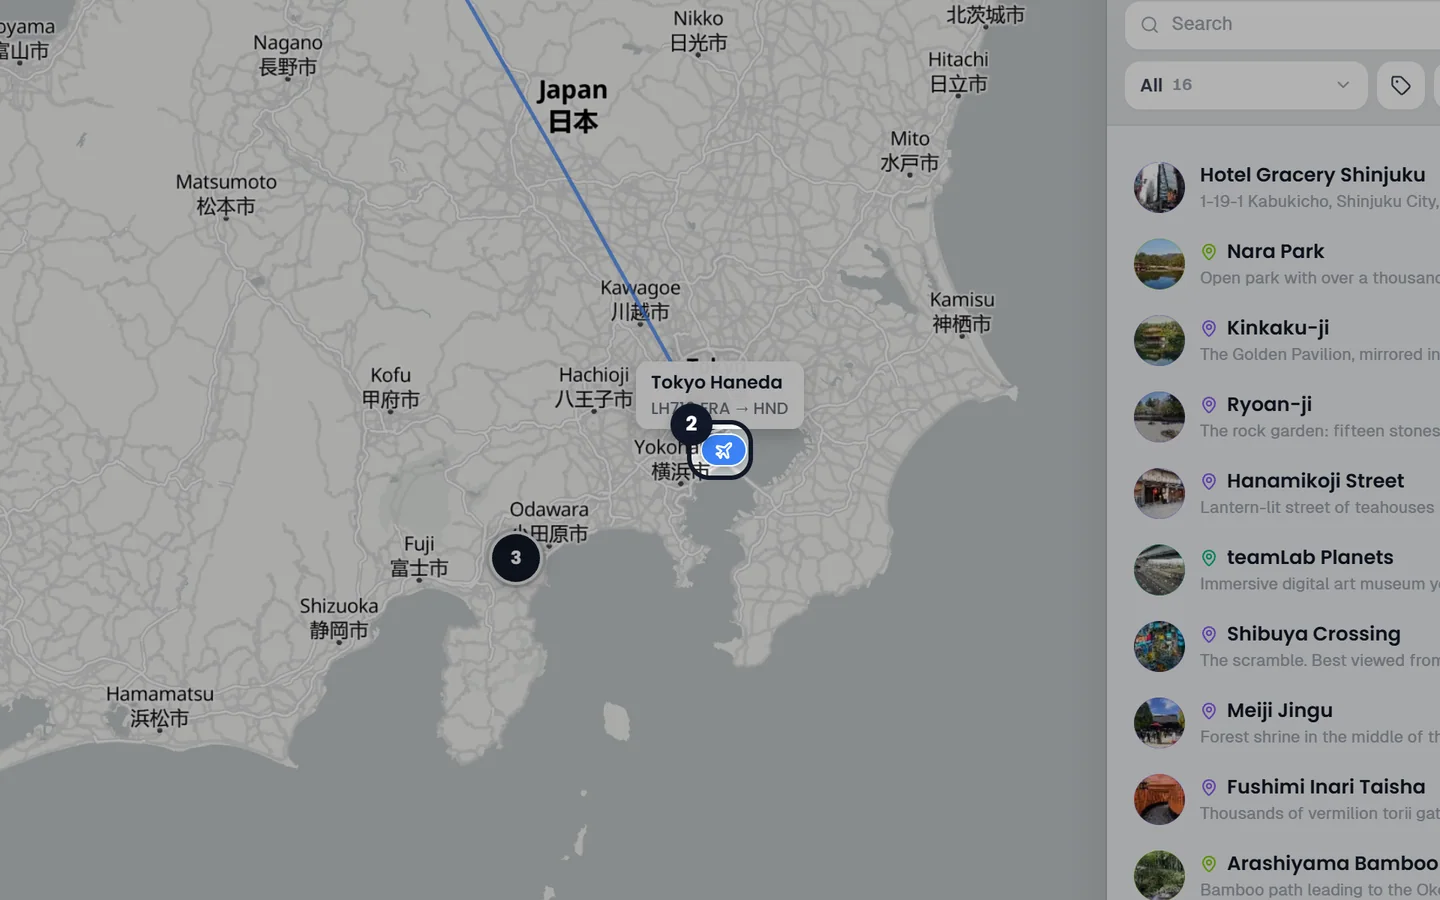 oyama
富山市
Nagano
長野市
Nikko
日光市
北茨城市
Hitachi
日立市
Japan
日本
Mito
水戸市
Matsumoto
松本市
Kawagoe
川越市
Kamisu
神栖市
Kofu
甲府市
Hachioji
八王子市
Tokyo Haneda
FRA → HND
2
横浜市
Odawara
小田原市
3
Fuji
富士市
Shizuoka
静岡市
Hamamatsu
浜松市
Search
All 16
Hotel Gracery Shinjuku
1-19-1 Kabukicho, Shinjuku City,
Nara Park
Open park with over a thousand
Kinkaku-ji
The Golden Pavilion, mirrored in
Ryoan-ji
The rock garden: fifteen stones
Hanamikoji Street
Lantern-lit street of teahouses
teamLab Planets
Immersive digital art museum
Shibuya Crossing
The scramble. Best viewed from
Meiji Jingu
Forest shrine in the middle of
Fushimi Inari Taisha
Thousands of vermilion torii
Arashiyama Bamboo
Bamboo path leading to the